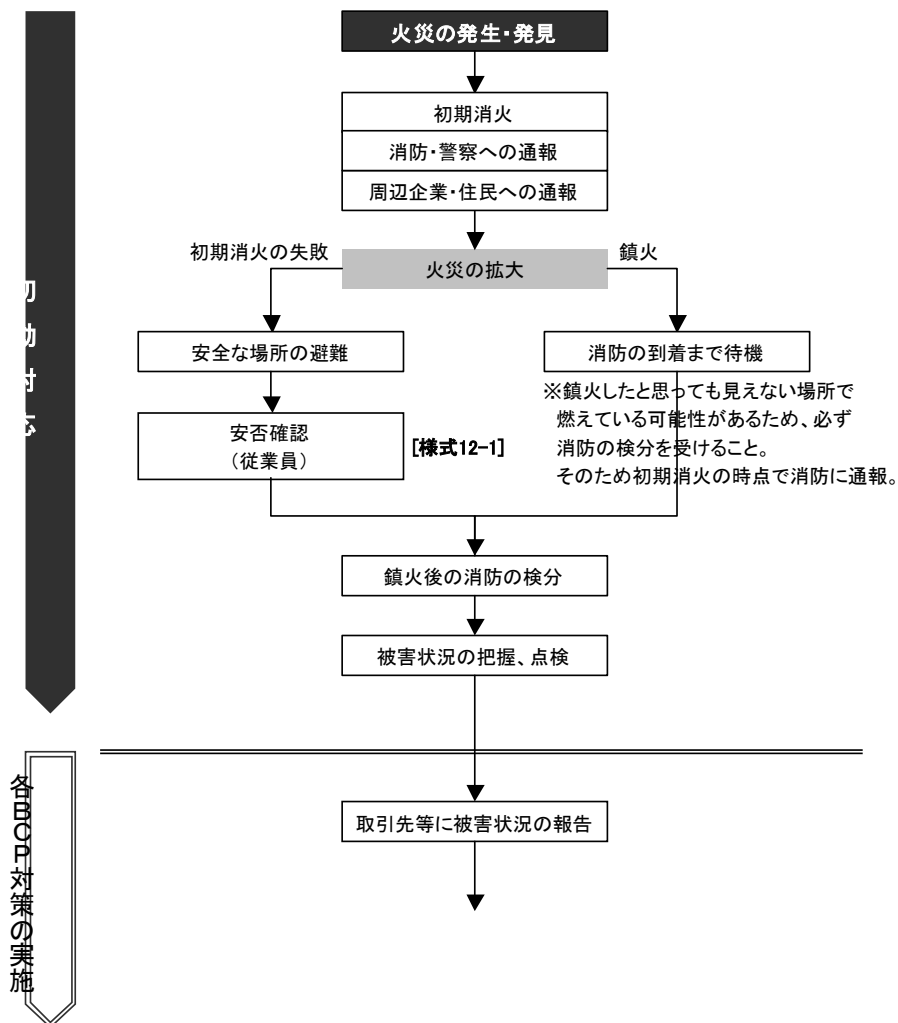 火災の発生・発見
初期消火
消防・警察への通報
周辺企業・住民への通報
初期消火の失敗
火災の拡大
鎮火
安全な場所の避難
消防の到着まで待機
※鎮火したと思っても見えない場所で
燃えている可能性があるため、必ず
消防の検分を受けること。
そのため初期消火の時点で消防に通報。
安否確認
（従業員）
[様式12-1]
鎮火後の消防の検分
被害状況の把握、点検
初動対応
取引先等に被害状況の報告
各BCP対策の実施